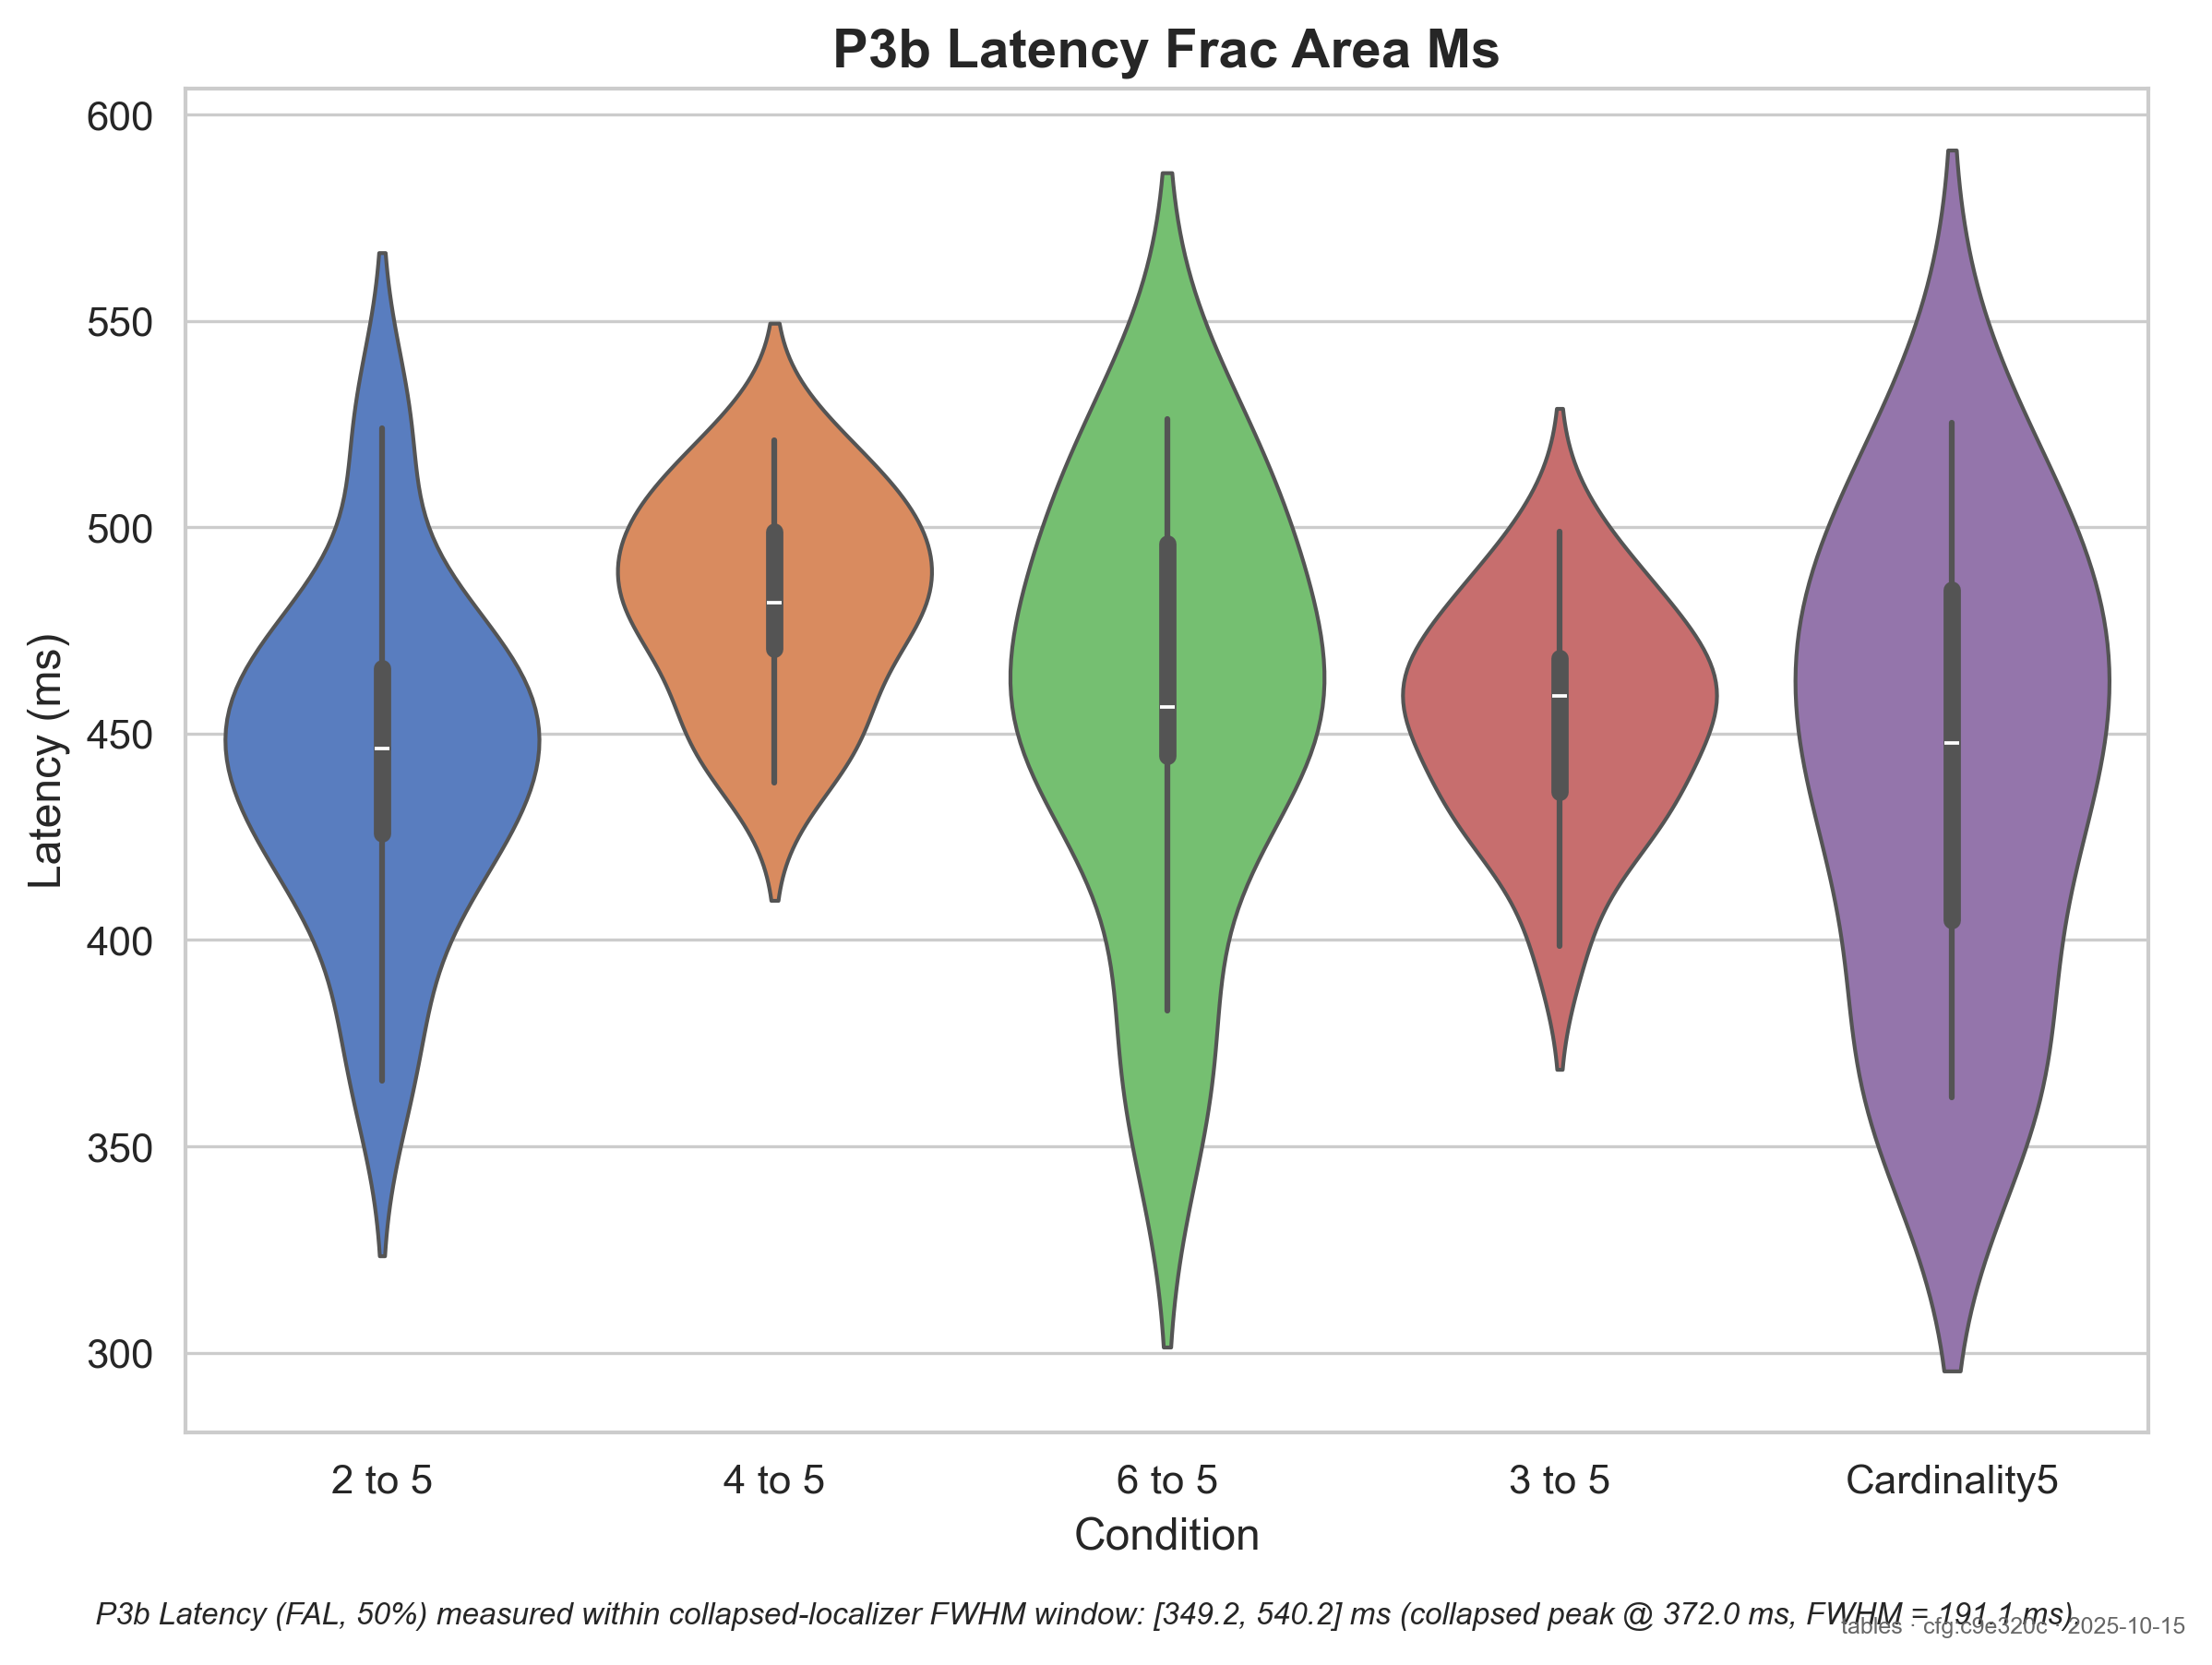 P3b Latency Frac Area Ms
600
550
500
450
400
350
300
Latency (ms)
2 to 5
4 to 5
6 to 5
3 to 5
Cardinality5
Condition
P3b Latency (FAL, 50%) measured within collapsed-localizer FWHM window: [349.2, 540.2] ms (collapsed peak @ 372.0 ms, FWHM = 191.1 ms).
tables · cfg:c9e320c · 2025-10-15